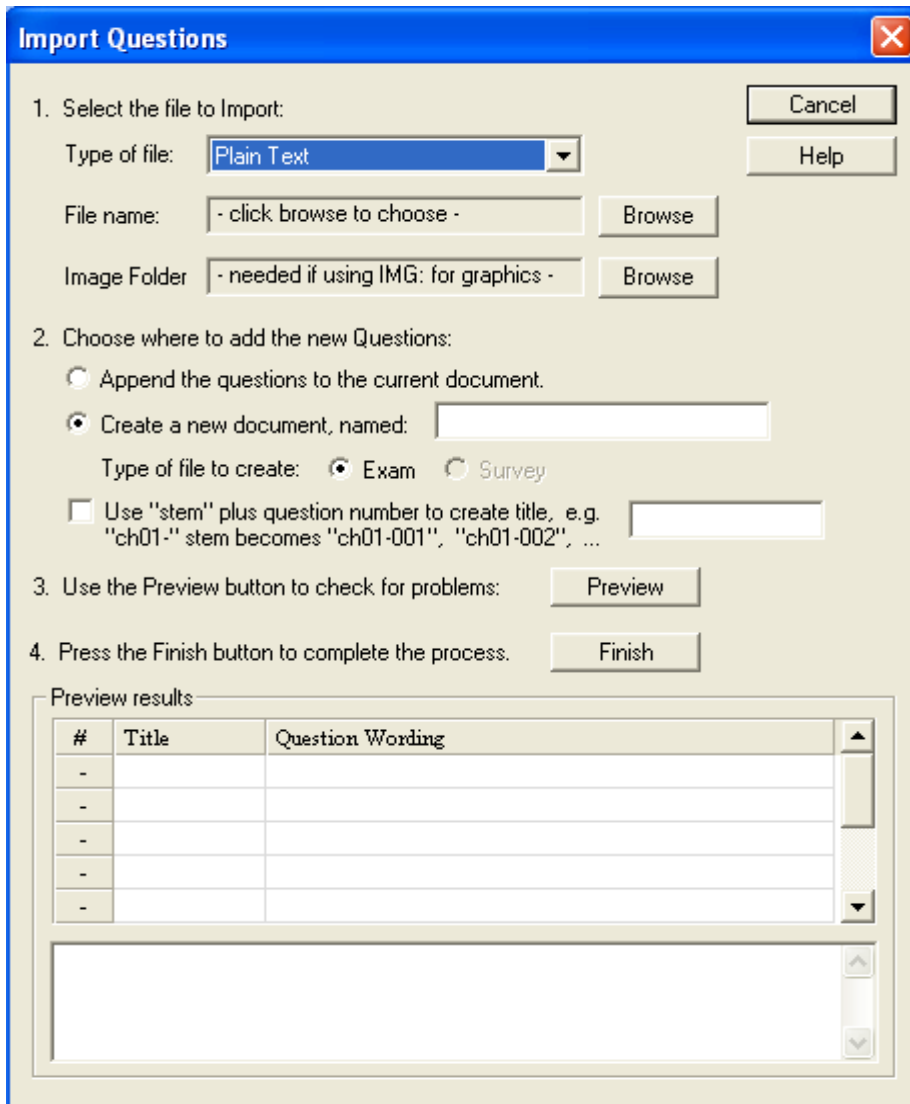 Import Questions
1. Select the file to Import:
Cancel
Type of file: Plain Text
Help
File name: - click browse to choose - Browse
Image Folder - needed if using IMG: for graphics - Browse
2. Choose where to add the new Questions:
Append the questions to the current document.
Create a new document, named:
Type of file to create: Exam Survey
Use "stem" plus question number to create title, e.g.
"ch01-" stem becomes "ch01-001", "ch01-002", ...
3. Use the Preview button to check for problems: Preview
4. Press the Finish button to complete the process. Finish
Preview results
# Title Question Wording
-
-
-
-
-